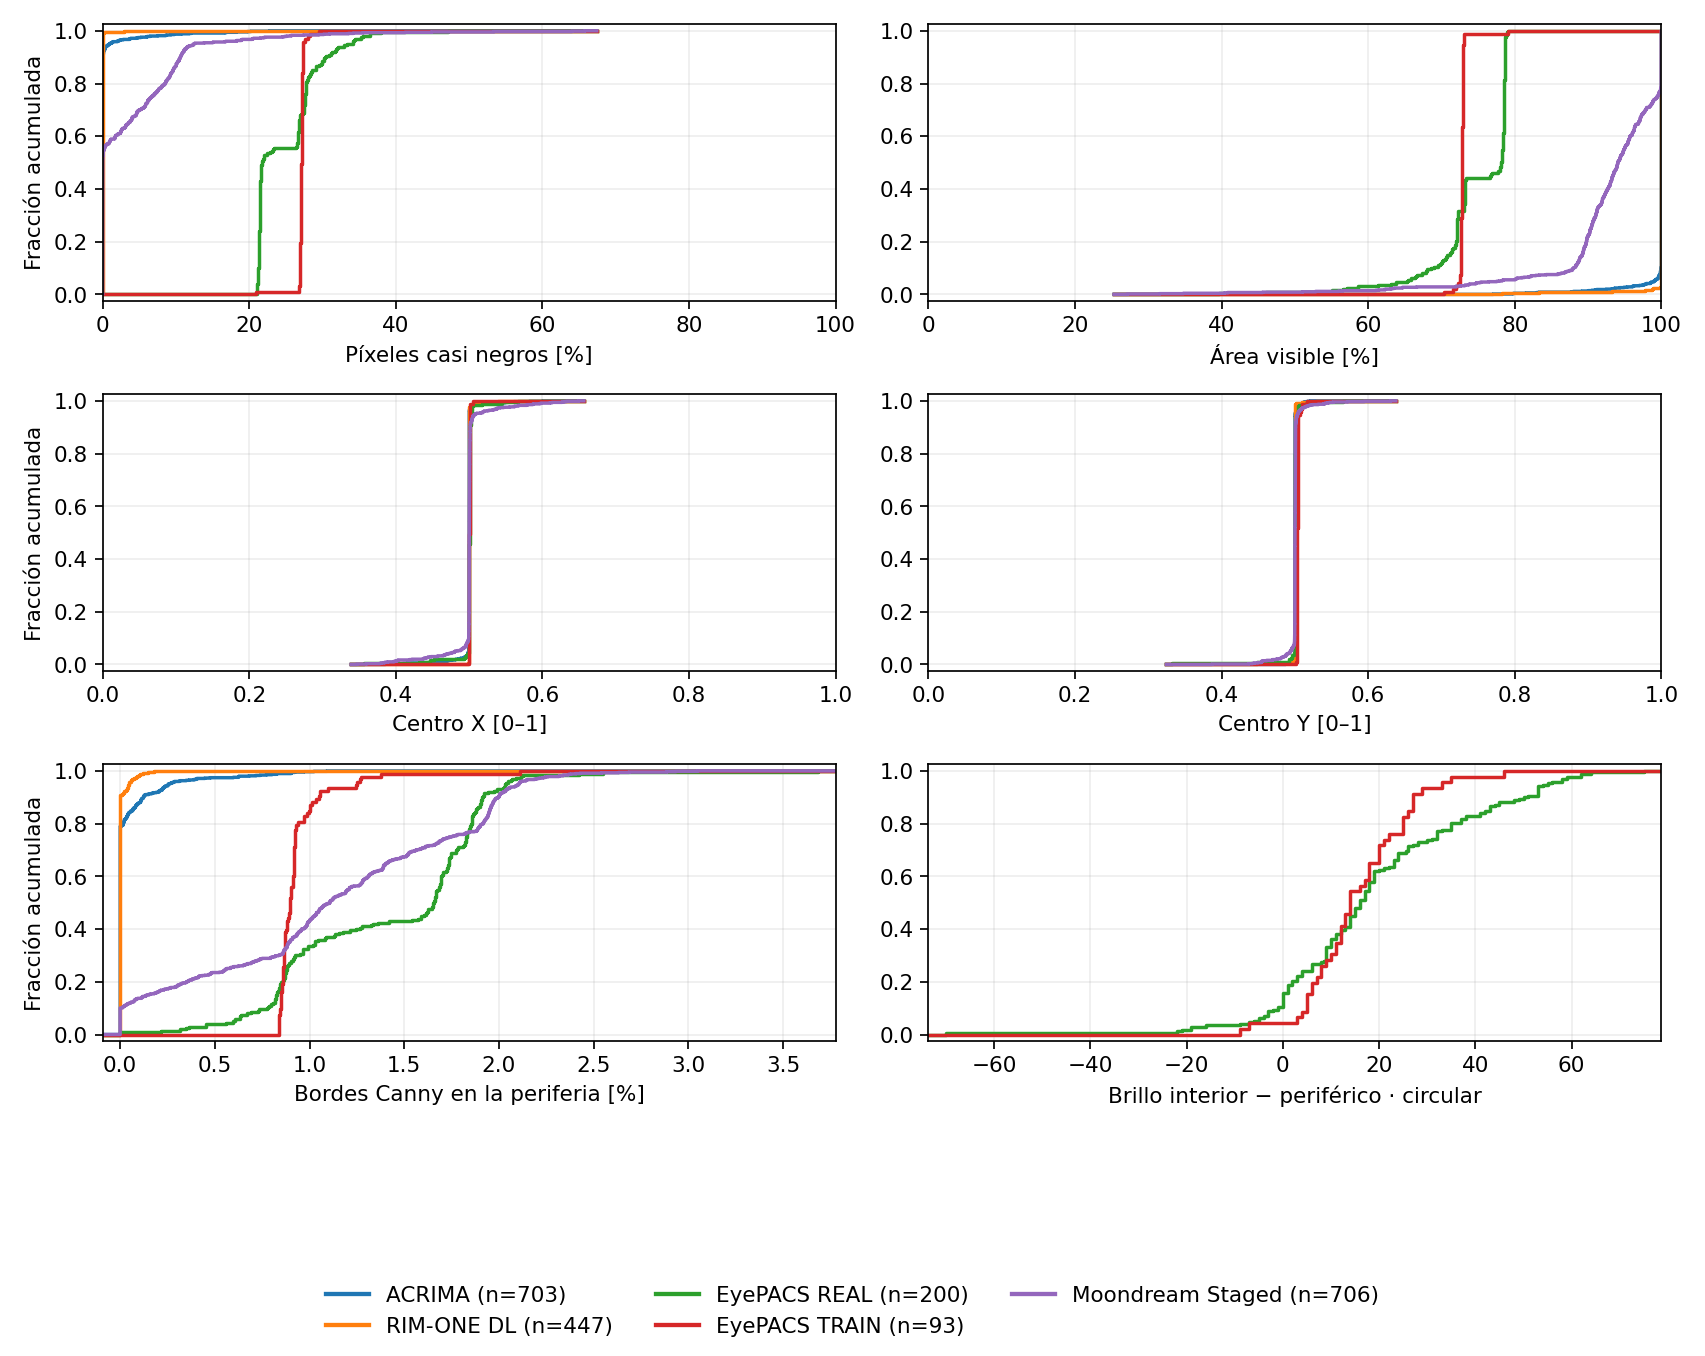 Fracción acumulada
1.0
0.8
0.6
0.4
0.2
0.0
0 20 40 60 80 100
Píxeles casi negros [%]
1.0
0.8
0.6
0.4
0.2
0.0
0 20 40 60 80 100
Área visible [%]
Fracción acumulada
1.0
0.8
0.6
0.4
0.2
0.0
0.0 0.2 0.4 0.6 0.8 1.0
Centro X [0–1]
1.0
0.8
0.6
0.4
0.2
0.0
0.0 0.2 0.4 0.6 0.8 1.0
Centro Y [0–1]
Fracción acumulada
1.0
0.8
0.6
0.4
0.2
0.0
0.0 0.5 1.0 1.5 2.0 2.5 3.0 3.5
Bordes Canny en la periferia [%]
1.0
0.8
0.6
0.4
0.2
0.0
−60 −40 −20 0 20 40 60
Brillo interior − periférico · circular
ACRIMA (n=703)
RIM-ONE DL (n=447)
EyePACS REAL (n=200)
EyePACS TRAIN (n=93)
Moondream Staged (n=706)